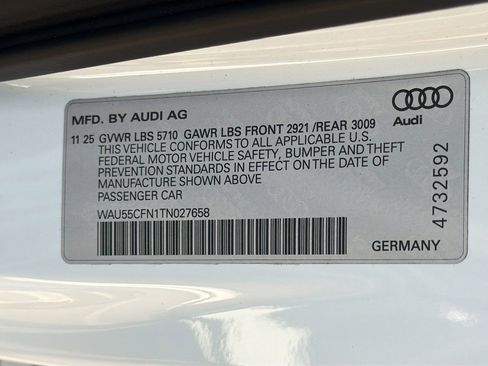 MFD. BY AUDI AG
11 25 GVWR LBS 5710 GAWR LBS FRONT 2921 /REAR 3009
THIS VEHICLE CONFORMS TO ALL APPLICABLE U.S.
FEDERAL MOTOR VEHICLE SAFETY, BUMPER AND THEFT
PREVENTION STANDARDS IN EFFECT ON THE DATE OF
MANUFACTURE SHOWN ABOVE
PASSENGER CAR
WAU55CFN1TN027658
Audi
4732592
GERMANY